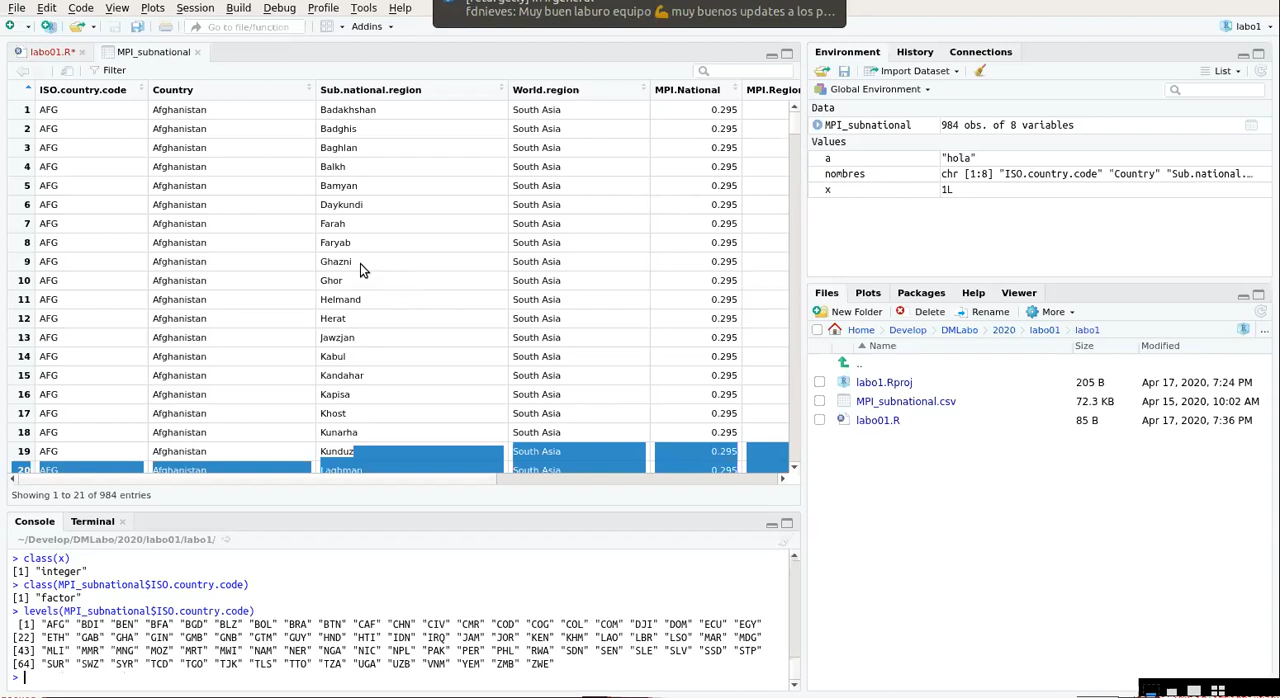 File Edit Code View Plots Session Build Debug Profile Tools Help
fdnieves: Muy buen laburo equipo 💪 muy buenos updates a los p...
Go to file/function Addins labo1
labo01.R* MPI_subnational
Filter
ISO.country.code Country Sub.national.region World.region MPI.National MPI.Region
1 AFG Afghanistan Badakhshan South Asia 0.295
2 AFG Afghanistan Badghis South Asia 0.295
3 AFG Afghanistan Baghlan South Asia 0.295
4 AFG Afghanistan Balkh South Asia 0.295
5 AFG Afghanistan Bamyan South Asia 0.295
6 AFG Afghanistan Daykundi South Asia 0.295
7 AFG Afghanistan Farah South Asia 0.295
8 AFG Afghanistan Faryab South Asia 0.295
9 AFG Afghanistan Ghazni South Asia 0.295
10 AFG Afghanistan Ghor South Asia 0.295
11 AFG Afghanistan Helmand South Asia 0.295
12 AFG Afghanistan Herat South Asia 0.295
13 AFG Afghanistan Jawzjan South Asia 0.295
14 AFG Afghanistan Kabul South Asia 0.295
15 AFG Afghanistan Kandahar South Asia 0.295
16 AFG Afghanistan Kapisa South Asia 0.295
17 AFG Afghanistan Khost South Asia 0.295
18 AFG Afghanistan Kunarha South Asia 0.295
19 AFG Afghanistan Kunduz South Asia 0.295
20 AFG Afghanistan Laghman South Asia 0.295
Showing 1 to 21 of 984 entries
Console Terminal
~/Develop/DMLabo/2020/labo01/labo1/
> class(x)
[1] "integer"
> class(MPI_subnational$ISO.country.code)
[1] "factor"
> levels(MPI_subnational$ISO.country.code)
[1] "AFG" "BDI" "BEN" "BFA" "BGD" "BLZ" "BOL" "BRA" "BTN" "CAF" "CHN" "CIV" "CMR" "COD" "COG" "COL" "COM" "DJI" "DOM" "ECU" "EGY"
[22] "ETH" "GAB" "GHA" "GIN" "GMB" "GNB" "GTM" "GUY" "HND" "HTI" "IDN" "IRQ" "JAM" "JOR" "KEN" "KHM" "LAO" "LBR" "LSO" "MAR" "MDG"
[43] "MLI" "MMR" "MNG" "MOZ" "MRT" "MWI" "NAM" "NER" "NGA" "NIC" "NPL" "PAK" "PER" "PHL" "RWA" "SDN" "SEN" "SLE" "SLV" "SSD" "STP"
[64] "SUR" "SWZ" "SYR" "TCD" "TGO" "TJK" "TLS" "TTO" "TZA" "UGA" "UZB" "VNM" "YEM" "ZMB" "ZWE"
>
Environment History Connections
Import Dataset List
Global Environment
Data
MPI_subnational 984 obs. of 8 variables
Values
a "hola"
nombres chr [1:8] "ISO.country.code" "Country" "Sub.national...
x 1L
Files Plots Packages Help Viewer
New Folder Delete Rename More
Home Develop DMLabo 2020 labo01 labo1 ...
Name Size Modified
..
labo1.Rproj 205 B Apr 17, 2020, 7:24 PM
MPI_subnational.csv 72.3 KB Apr 15, 2020, 10:02 AM
labo01.R 85 B Apr 17, 2020, 7:36 PM